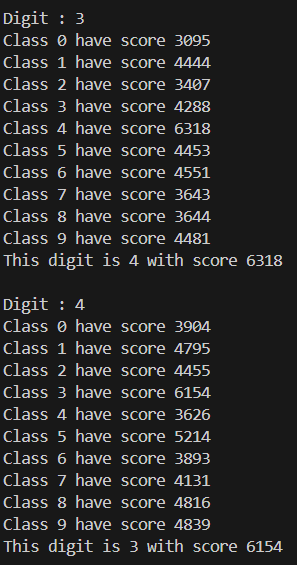 Digit : 3
Class 0 have score 3095
Class 1 have score 4444
Class 2 have score 3407
Class 3 have score 4288
Class 4 have score 6318
Class 5 have score 4453
Class 6 have score 4551
Class 7 have score 3643
Class 8 have score 3644
Class 9 have score 4481
This digit is 4 with score 6318
Digit : 4
Class 0 have score 3904
Class 1 have score 4795
Class 2 have score 4455
Class 3 have score 6154
Class 4 have score 3626
Class 5 have score 5214
Class 6 have score 3893
Class 7 have score 4131
Class 8 have score 4816
Class 9 have score 4839
This digit is 3 with score 6154